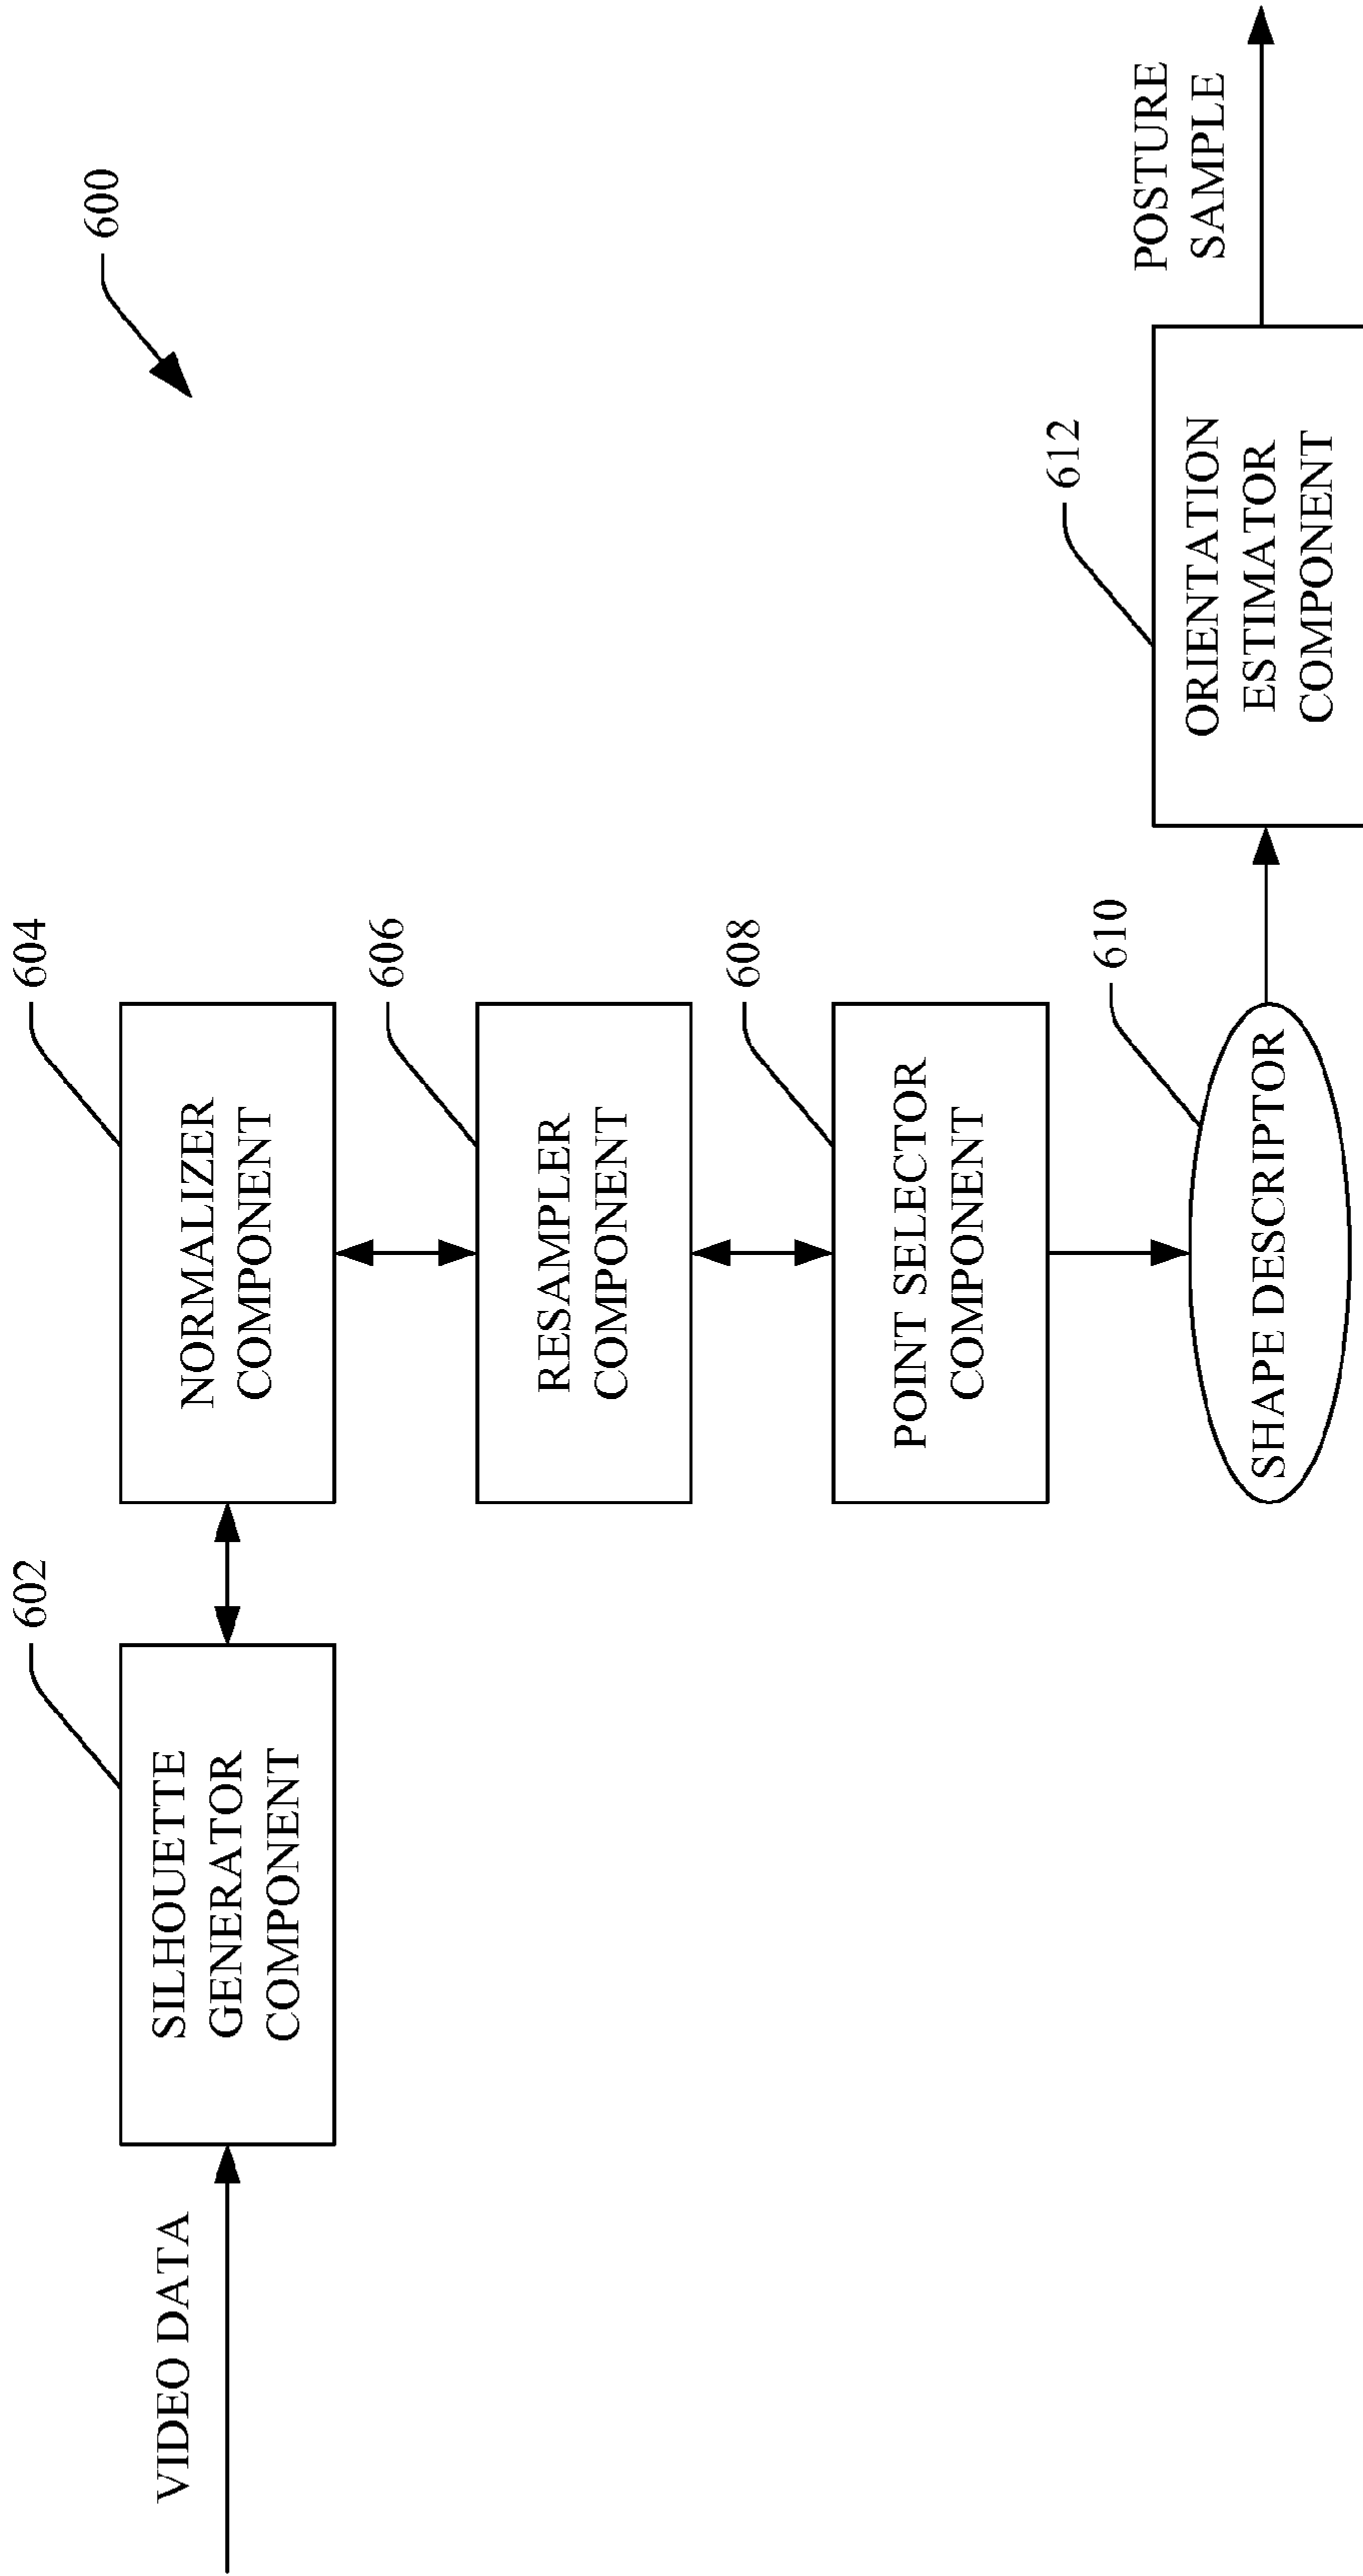 600
604
602
VIDEO DATA
SILHOUETTE
GENERATOR
COMPONENT
NORMALIZER
COMPONENT
606
RESAMPLER
COMPONENT
608
POINT SELECTOR
COMPONENT
610
SHAPE DESCRIPTOR
612
ORIENTATION
ESTIMATOR
COMPONENT
POSTURE
SAMPLE